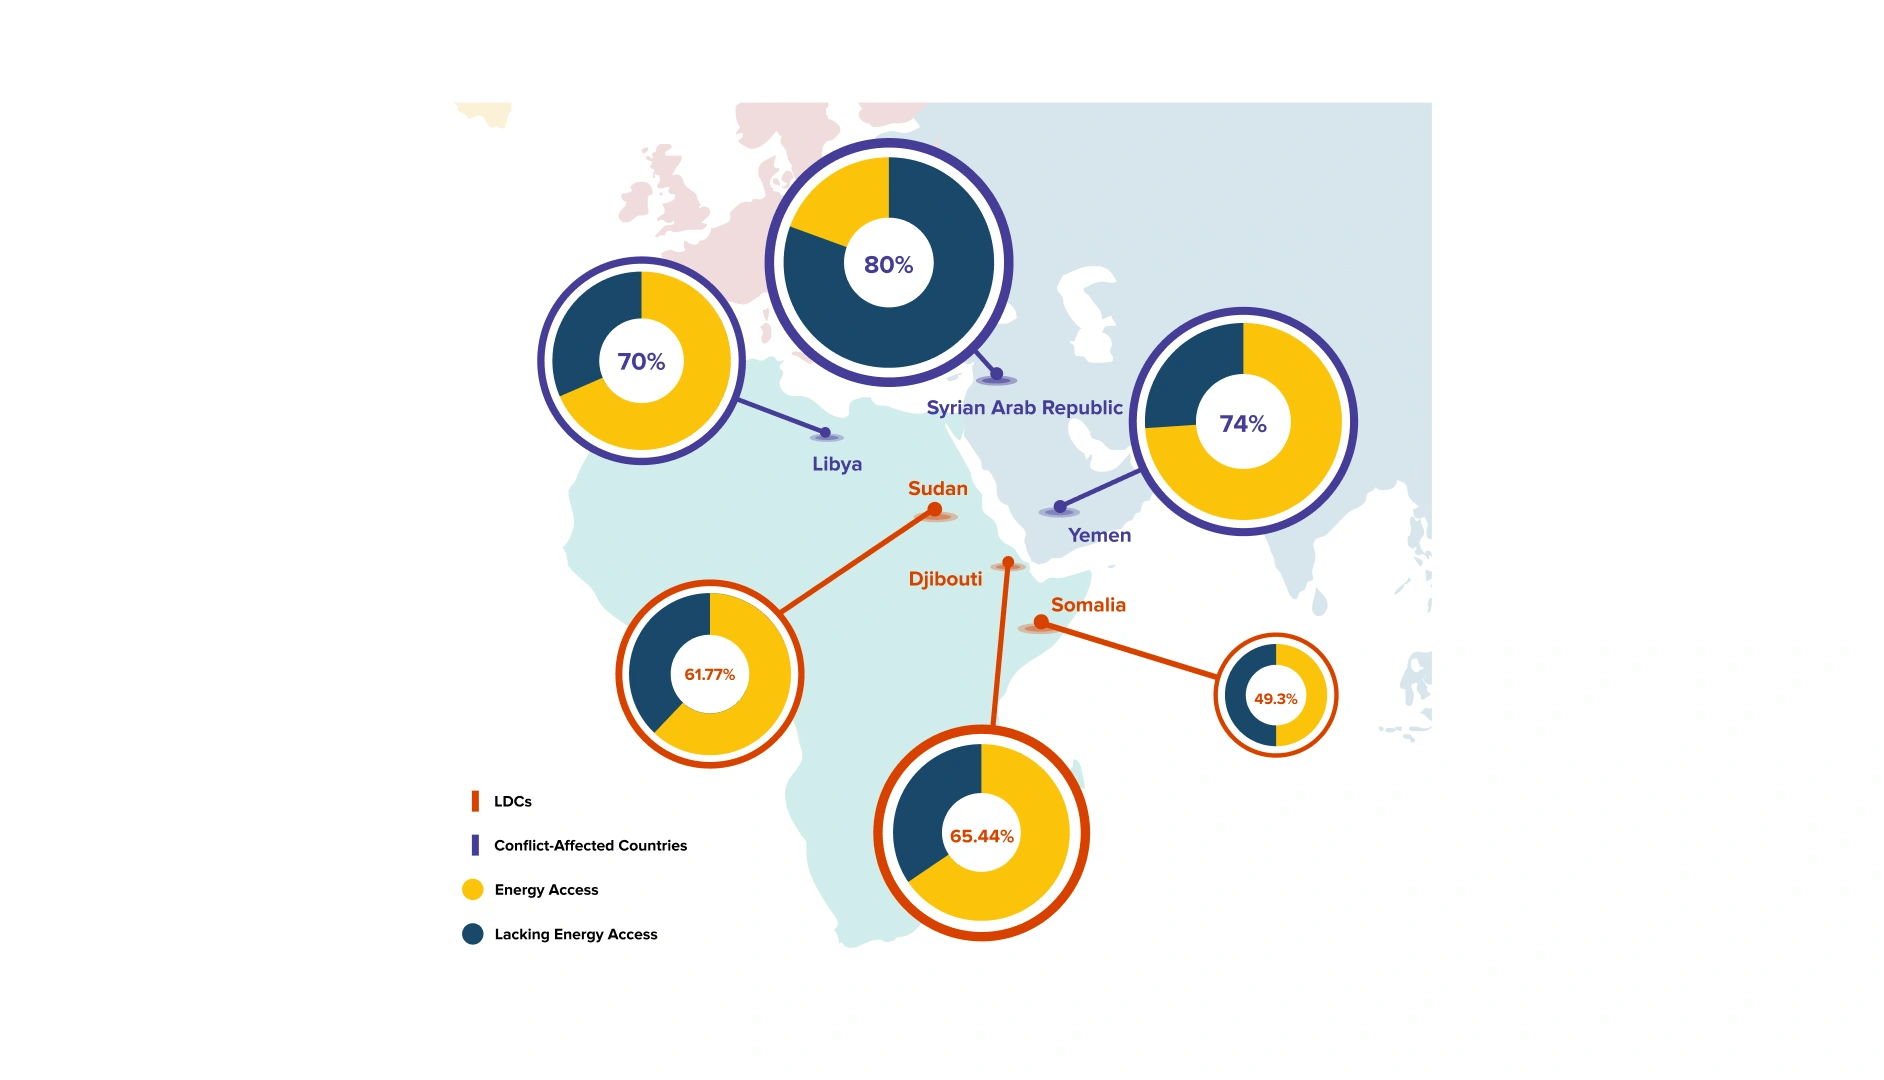 80%
70%
74%
Syrian Arab Republic
Libya
Sudan
Yemen
Djibouti
Somalia
61.77%
49.3%
65.44%
LDCs
Conflict-Affected Countries
Energy Access
Lacking Energy Access